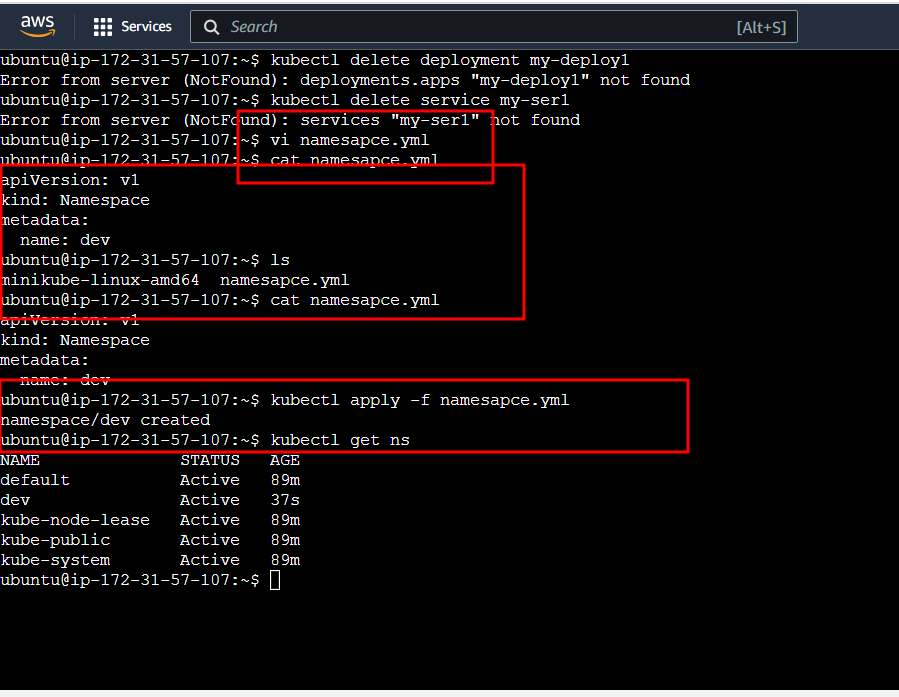 aws Services Search [Alt+S]
ubuntu@ip-172-31-57-107:~$ kubectl delete deployment my-deploy1
Error from server (NotFound): deployments.apps "my-deploy1" not found
ubuntu@ip-172-31-57-107:~$ kubectl delete service my-ser1
Error from server (NotFound): services "my-ser1" not found
ubuntu@ip-172-31-57-107:~$ vi namesapce.yml
ubuntu@ip-172-31-57-107:~$ cat namesapce.yml
apiVersion: v1
kind: Namespace
metadata:
  name: dev
ubuntu@ip-172-31-57-107:~$ ls
minikube-linux-amd64  namesapce.yml
ubuntu@ip-172-31-57-107:~$ cat namesapce.yml
apiVersion: v1
kind: Namespace
metadata:
  name: dev
ubuntu@ip-172-31-57-107:~$ kubectl apply -f namesapce.yml
namespace/dev created
ubuntu@ip-172-31-57-107:~$ kubectl get ns
NAME              STATUS   AGE
default           Active   89m
dev               Active   37s
kube-node-lease   Active   89m
kube-public       Active   89m
kube-system       Active   89m
ubuntu@ip-172-31-57-107:~$